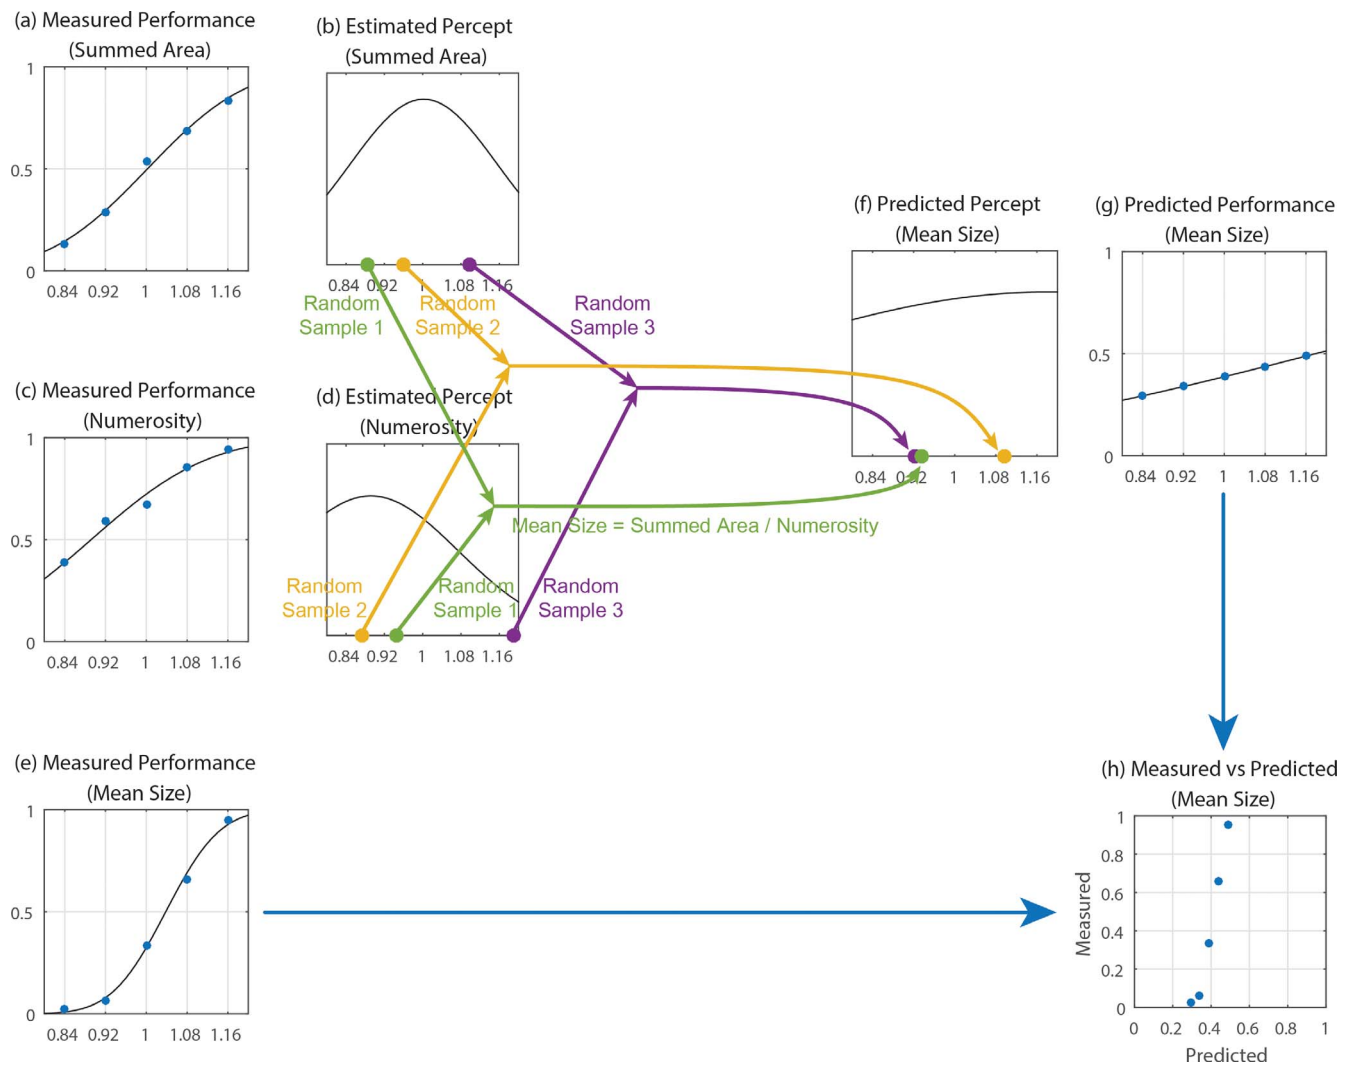 (a) Measured Performance
(Summed Area)
1
0.5
0
0.84 0.92 1 1.08 1.16
(b) Estimated Percept
(Summed Area)
0.84 0.92 1 1.08 1.16
Random
Sample 1
Random
Sample 2
Random
Sample 3
(c) Measured Performance
(Numerosity)
1
0.5
0
0.84 0.92 1 1.08 1.16
(d) Estimated Percept
(Numerosity)
Random
Sample 2
Random
Sample 1
Random
Sample 3
0.84 0.92 1 1.08 1.16
Mean Size = Summed Area / Numerosity
(f) Predicted Percept
(Mean Size)
0.84 0.92 1 1.08 1.16
(g) Predicted Performance
(Mean Size)
1
0.5
0
0.84 0.92 1 1.08 1.16
(e) Measured Performance
(Mean Size)
1
0.5
0
0.84 0.92 1 1.08 1.16
(h) Measured vs Predicted
(Mean Size)
Measured
1
0.8
0.6
0.4
0.2
0
0 0.2 0.4 0.6 0.8 1
Predicted